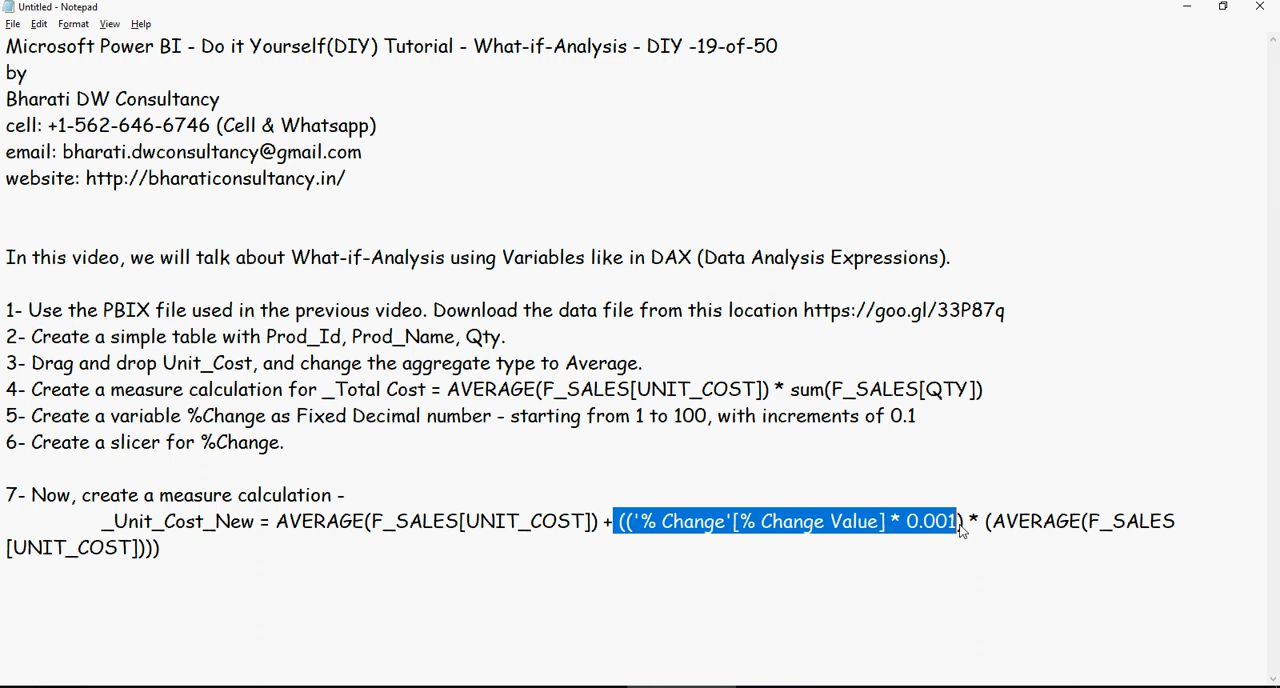 Untitled - Notepad
File Edit Format View Help
Microsoft Power BI - Do it Yourself(DIY) Tutorial - What-if-Analysis - DIY -19-of-50
by
Bharati DW Consultancy
cell: +1-562-646-6746 (Cell & Whatsapp)
email: bharati.dwconsultancy@gmail.com
website: http://bharaticonsultancy.in/
In this video, we will talk about What-if-Analysis using Variables like in DAX (Data Analysis Expressions).
1- Use the PBIX file used in the previous video. Download the data file from this location https://goo.gl/33P87q
2- Create a simple table with Prod_Id, Prod_Name, Qty.
3- Drag and drop Unit_Cost, and change the aggregate type to Average.
4- Create a measure calculation for _Total Cost = AVERAGE(F_SALES[UNIT_COST]) * sum(F_SALES[QTY])
5- Create a variable %Change as Fixed Decimal number - starting from 1 to 100, with increments of 0.1
6- Create a slicer for %Change.
7- Now, create a measure calculation -
_Unit_Cost_New = AVERAGE(F_SALES[UNIT_COST]) + (('% Change'[% Change Value] * 0.001) * (AVERAGE(F_SALES
[UNIT_COST])))